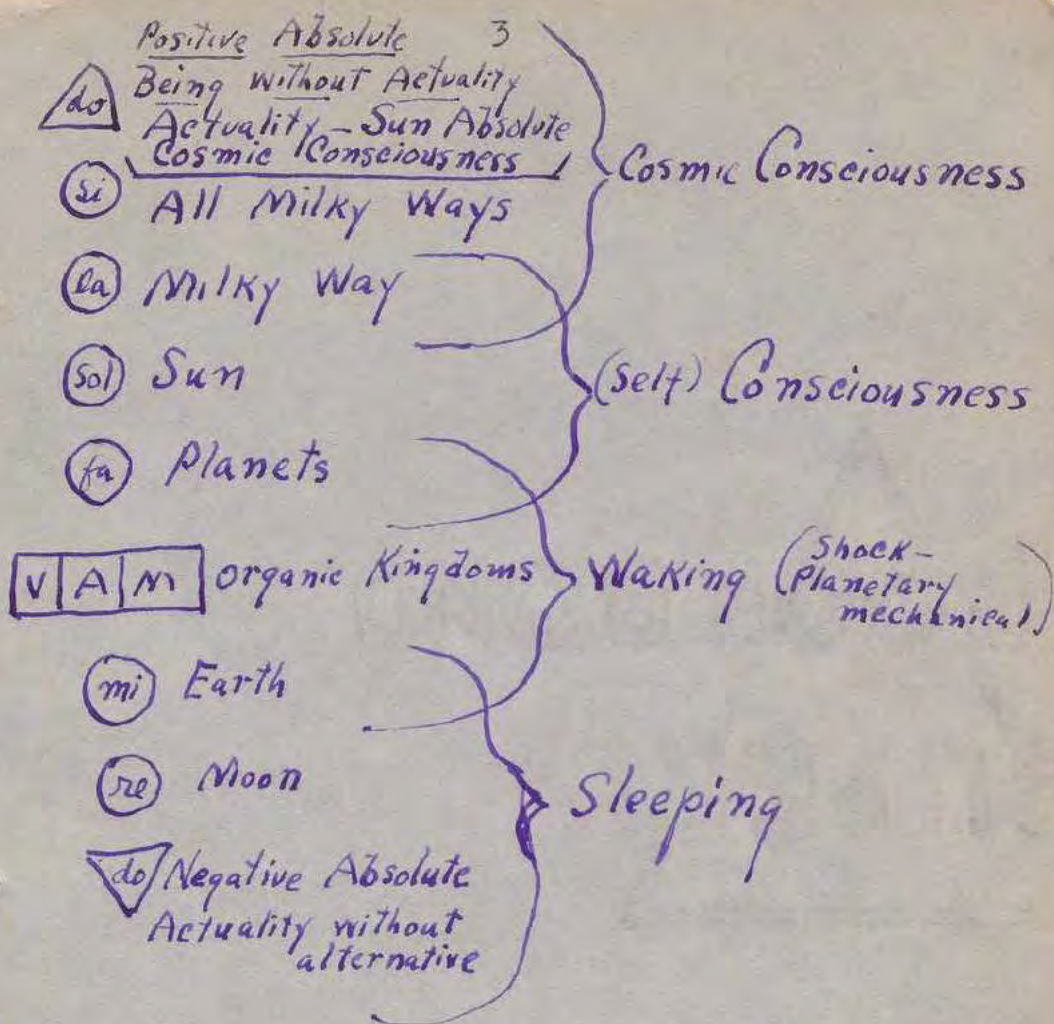 Positive Absolute 3
do Being without Actuality
Actuality - Sun Absolute
Cosmic Consciousness
Cosmic Consciousness
si All Milky Ways
la Milky Way
sol Sun
(Self) Consciousness
fa Planets
V A M Organic Kingdoms
Waking (Shock-
Planetary
mechanical)
mi Earth
re Moon
Sleeping
do Negative Absolute
Actuality without
alternative